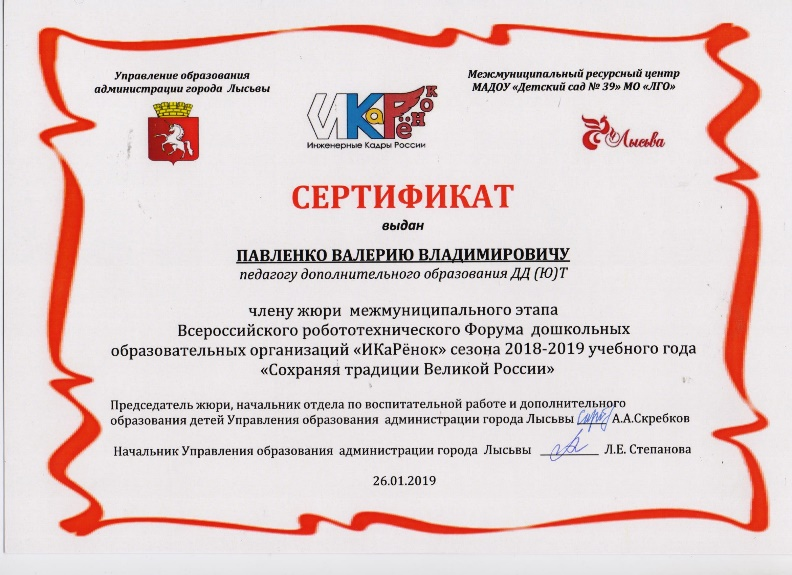 Управление образования
администрации города Лысьвы
Межмуниципальный ресурсный центр
МАДОУ «Детский сад № 39» МО «ЛГО»
ИКаРёнок
Инженерные Кадры России
Лысьва
СЕРТИФИКАТ
выдан
ПАВЛЕНКО ВАЛЕРИЮ ВЛАДИМИРОВИЧУ
педагогу дополнительного образования ДД (Ю)Т
члену жюри межмуниципального этапа
Всероссийского робототехнического Форума дошкольных
образовательных организаций «ИКаРёнок» сезона 2018-2019 учебного года
«Сохраняя традиции Великой России»
Председатель жюри, начальник отдела по воспитательной работе и дополнительного
образования детей Управления образования администрации города Лысьвы А.А.Скребков
Начальник Управления образования администрации города Лысьвы Л.Е. Степанова
26.01.2019